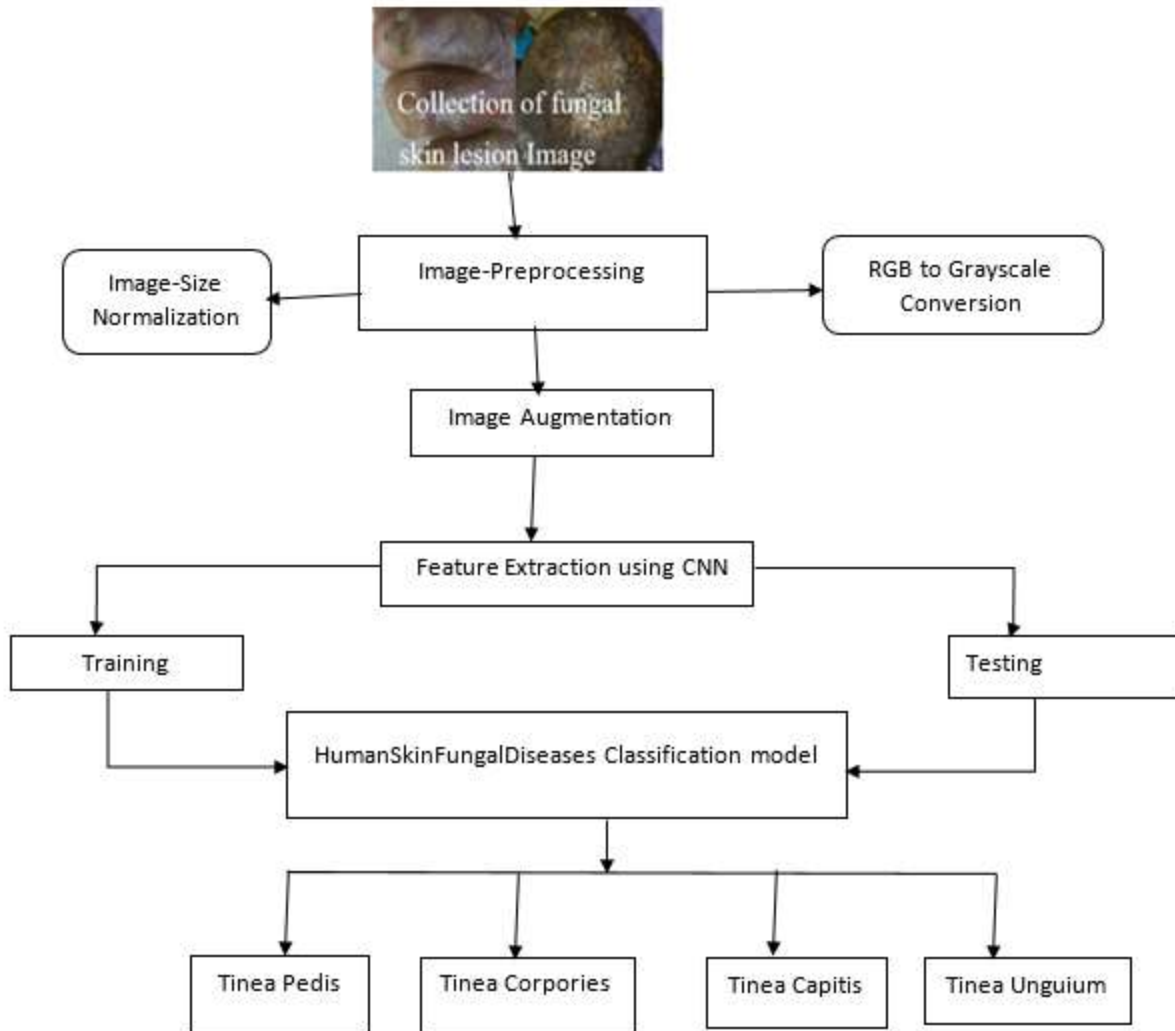 Collection of fungal
skin lesion Image
Image-Preprocessing
Image-Size
Normalization
RGB to Grayscale
Conversion
Image Augmentation
Feature Extraction using CNN
Training
Testing
HumanSkinFungalDiseases Classification model
Tinea Pedis
Tinea Corpories
Tinea Capitis
Tinea Unguium